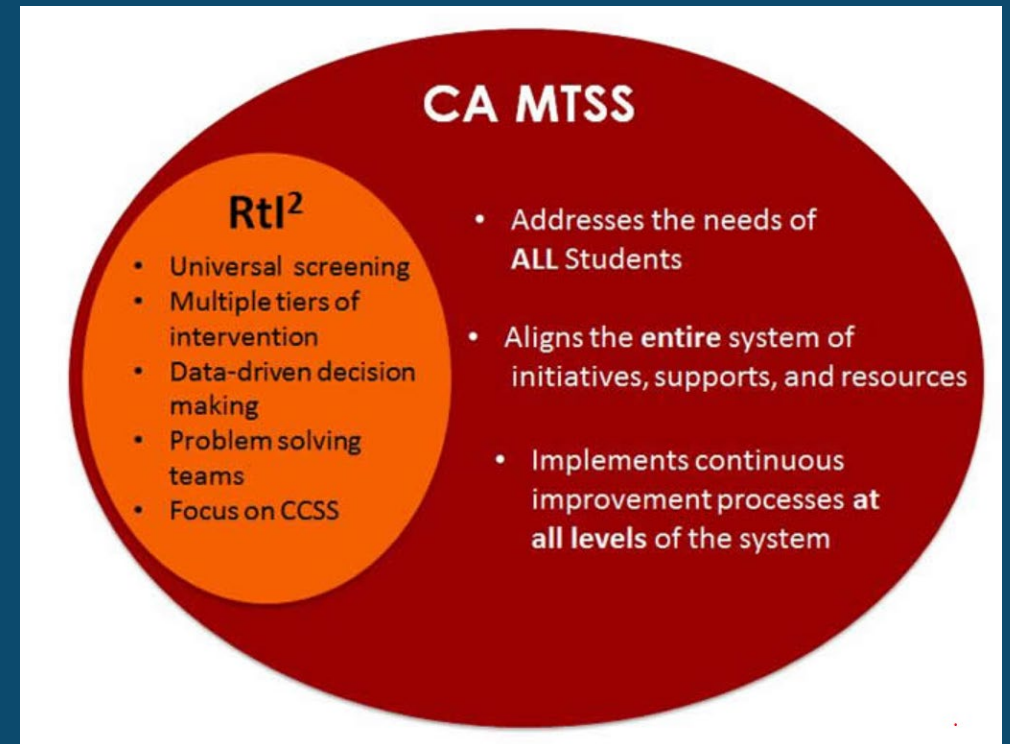 CA MTSS
RtI²
• Universal screening
• Multiple tiers of
intervention
• Data-driven decision
making
• Problem solving
teams
• Focus on CCSS
• Addresses the needs of
ALL Students
• Aligns the entire system of
initiatives, supports, and resources
• Implements continuous
improvement processes at
all levels of the system